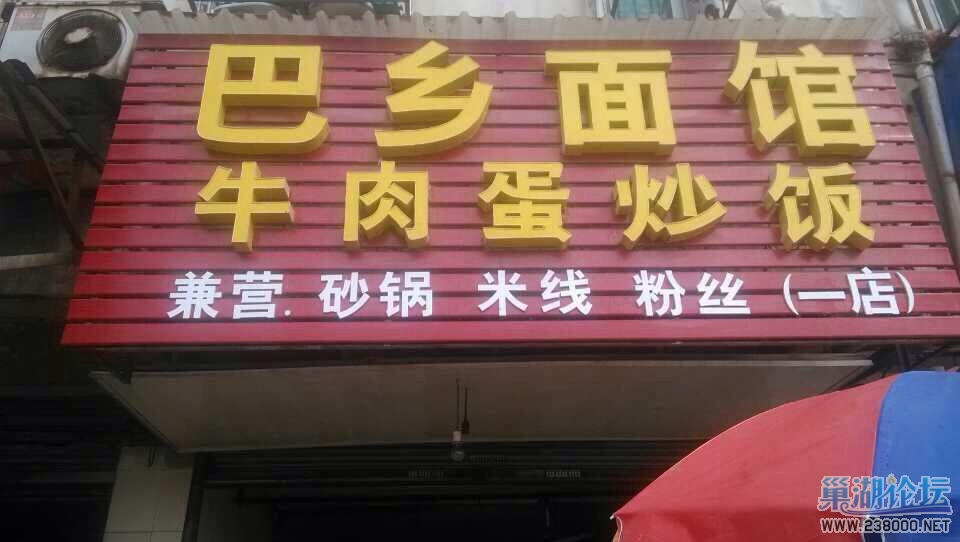 巴乡面馆
牛肉蛋炒饭
兼营. 砂锅 米线 粉丝 (一店)
巢湖论坛
WWW.238000.NET